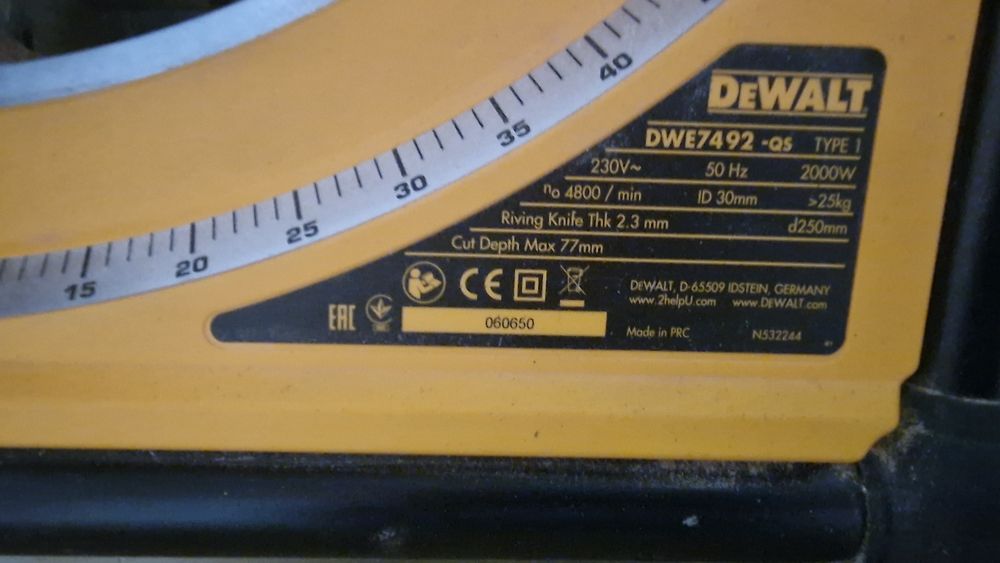 15 20 25 30 35 40
DEWALT
DWE7492 -QS TYPE 1
230V~ 50 Hz 2000W
n₀ 4800 / min ID 30mm >25kg
Riving Knife Thk 2.3 mm d250mm
Cut Depth Max 77mm
CE
DEWALT, D-65509 IDSTEIN, GERMANY
www.2helpU.com www.DEWALT.com
EAC
060650
Made in PRC N532244